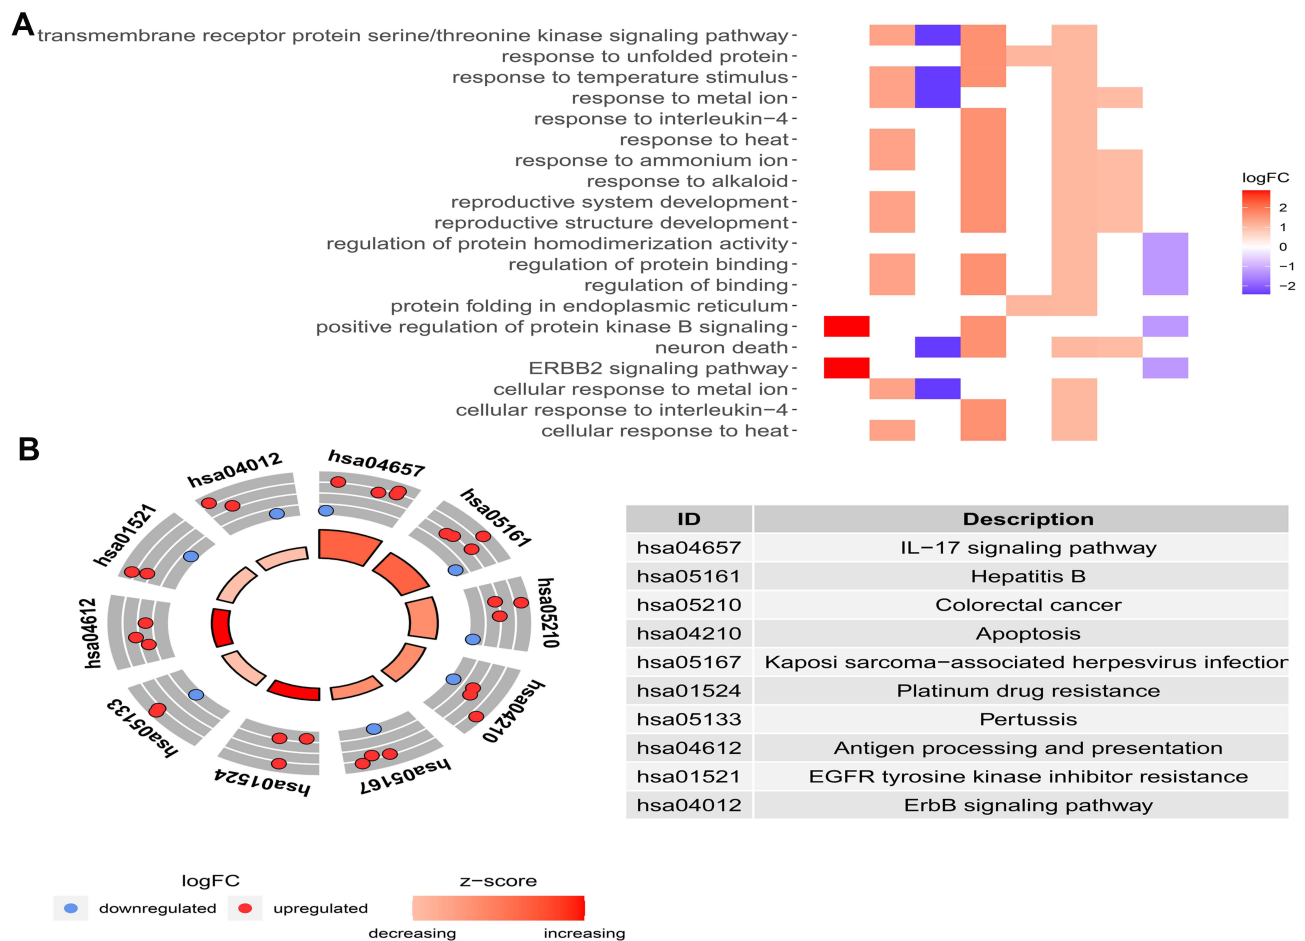 A
transmembrane receptor protein serine/threonine kinase signaling pathway
response to unfolded protein
response to temperature stimulus
response to metal ion
response to interleukin−4
response to heat
response to ammonium ion
response to alkaloid
reproductive system development
reproductive structure development
regulation of protein homodimerization activity
regulation of protein binding
regulation of binding
protein folding in endoplasmic reticulum
positive regulation of protein kinase B signaling
neuron death
ERBB2 signaling pathway
cellular response to metal ion
cellular response to interleukin−4
cellular response to heat
logFC
2
1
0
−1
−2
B
hsa04657
hsa05161
hsa05210
hsa04210
hsa05167
hsa01524
hsa05133
hsa04612
hsa01521
hsa04012
ID Description
hsa04657 IL−17 signaling pathway
hsa05161 Hepatitis B
hsa05210 Colorectal cancer
hsa04210 Apoptosis
hsa05167 Kaposi sarcoma−associated herpesvirus infection
hsa01524 Platinum drug resistance
hsa05133 Pertussis
hsa04612 Antigen processing and presentation
hsa01521 EGFR tyrosine kinase inhibitor resistance
hsa04012 ErbB signaling pathway
logFC
downregulated upregulated
z−score
decreasing increasing